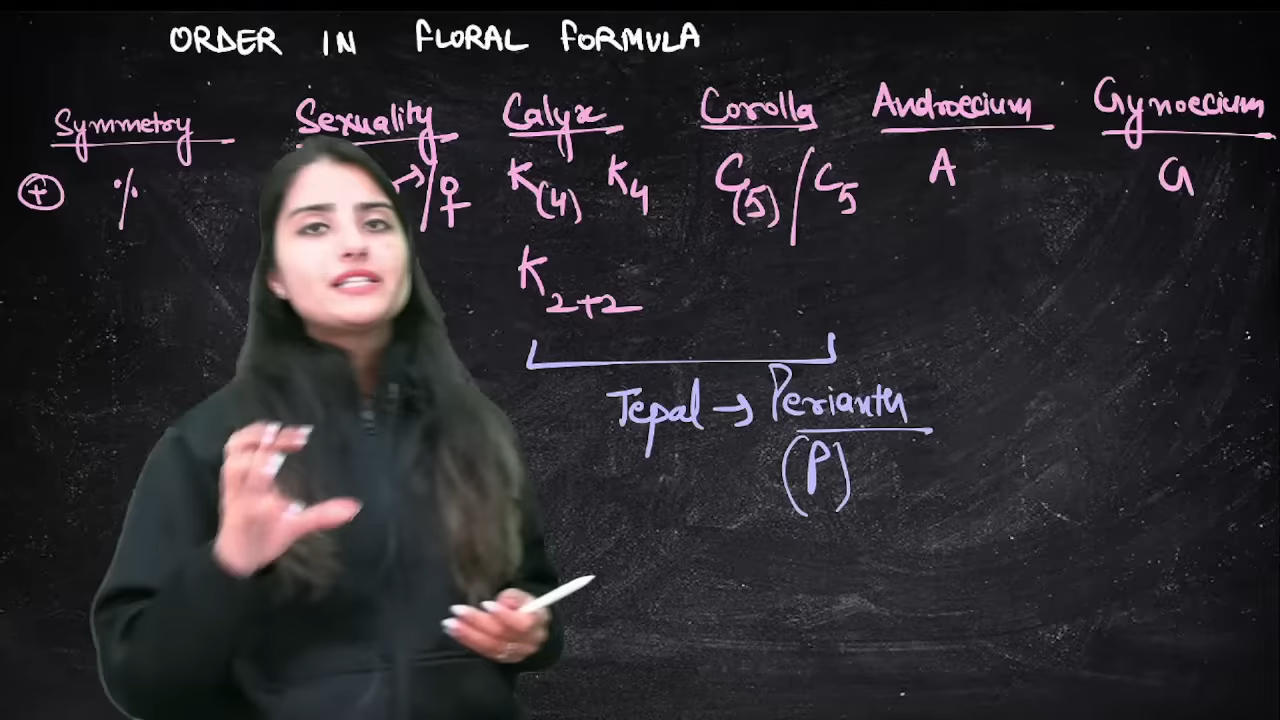 ORDER IN FLORAL FORMULA
Symmetry Sexuality Calyx Corolla Androecium Gynoecium
⊕ % →/♀ K(4) K4 C(5)/C5 A G
K2+2
Tepal → Perianth
(P)